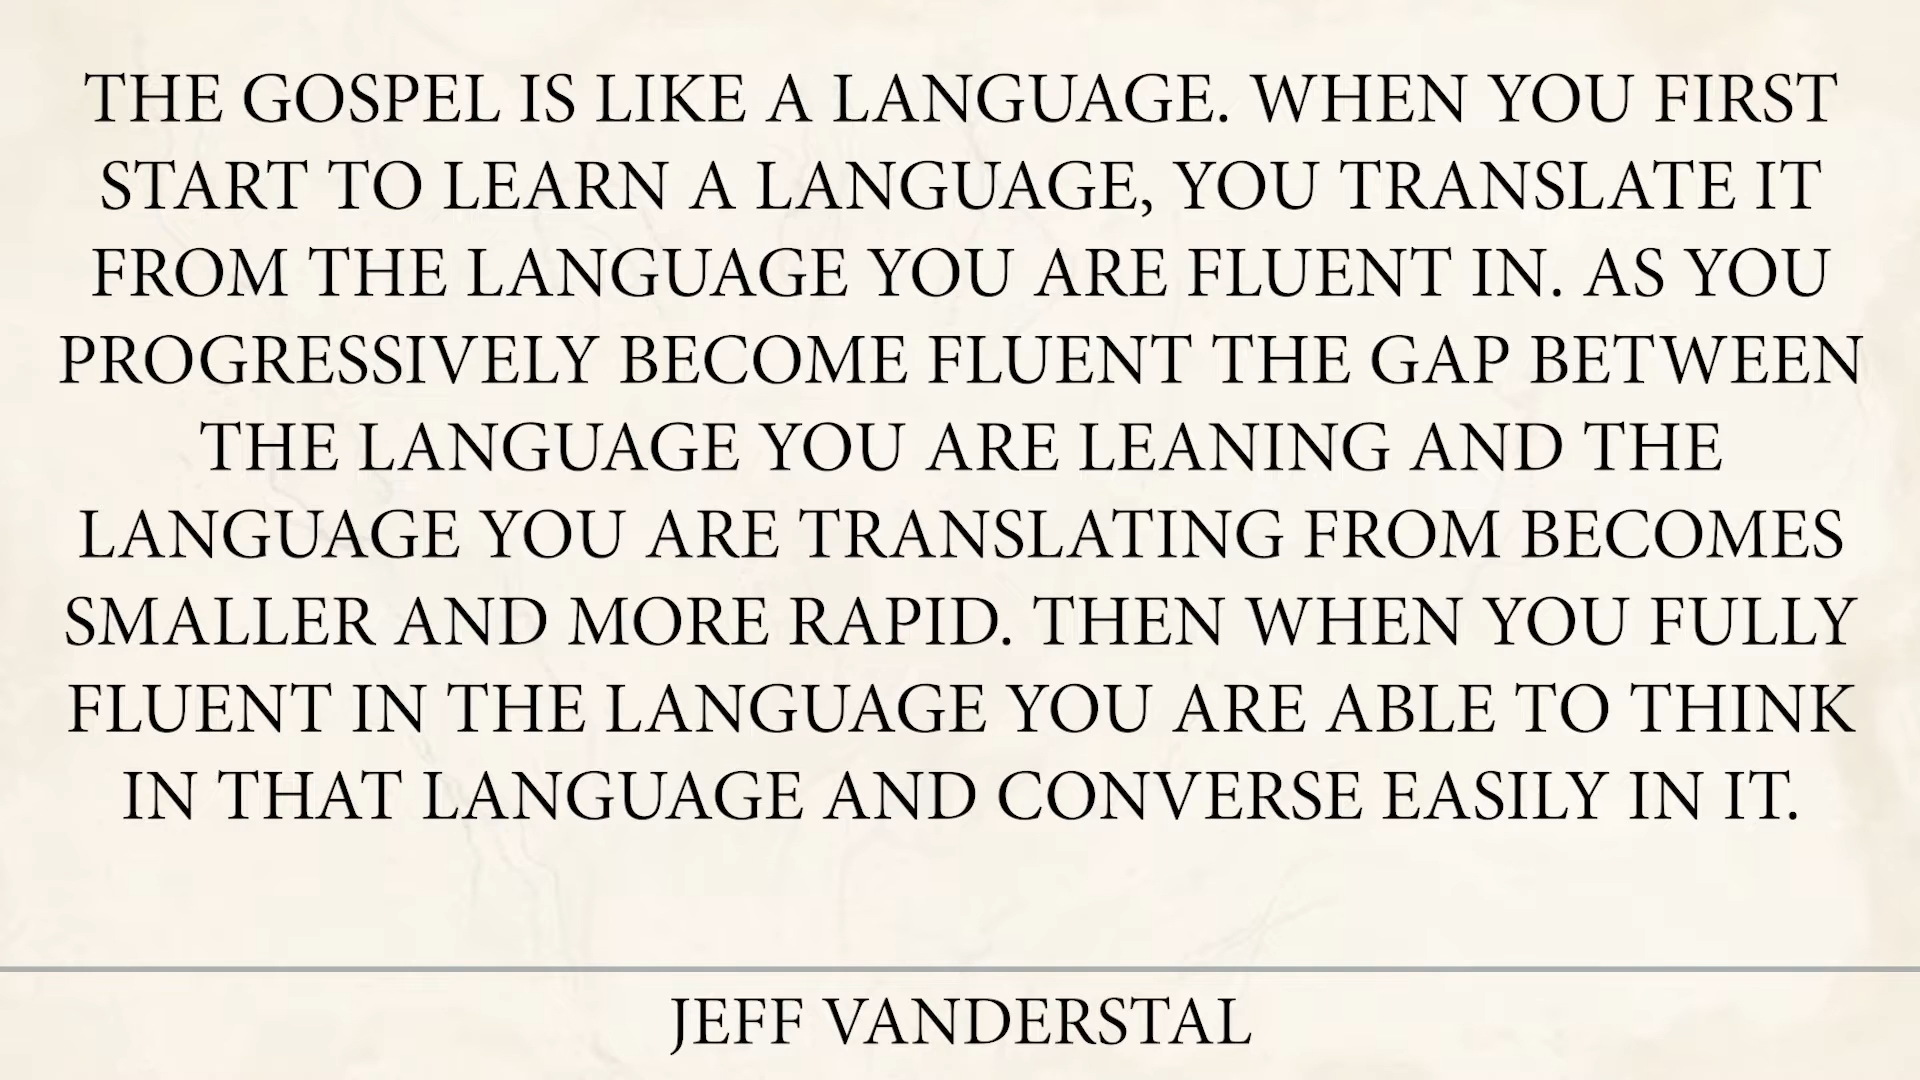 THE GOSPEL IS LIKE A LANGUAGE. WHEN YOU FIRST
START TO LEARN A LANGUAGE, YOU TRANSLATE IT
FROM THE LANGUAGE YOU ARE FLUENT IN. AS YOU
PROGRESSIVELY BECOME FLUENT THE GAP BETWEEN
THE LANGUAGE YOU ARE LEANING AND THE
LANGUAGE YOU ARE TRANSLATING FROM BECOMES
SMALLER AND MORE RAPID. THEN WHEN YOU FULLY
FLUENT IN THE LANGUAGE YOU ARE ABLE TO THINK
IN THAT LANGUAGE AND CONVERSE EASILY IN IT.
JEFF VANDERSTAL